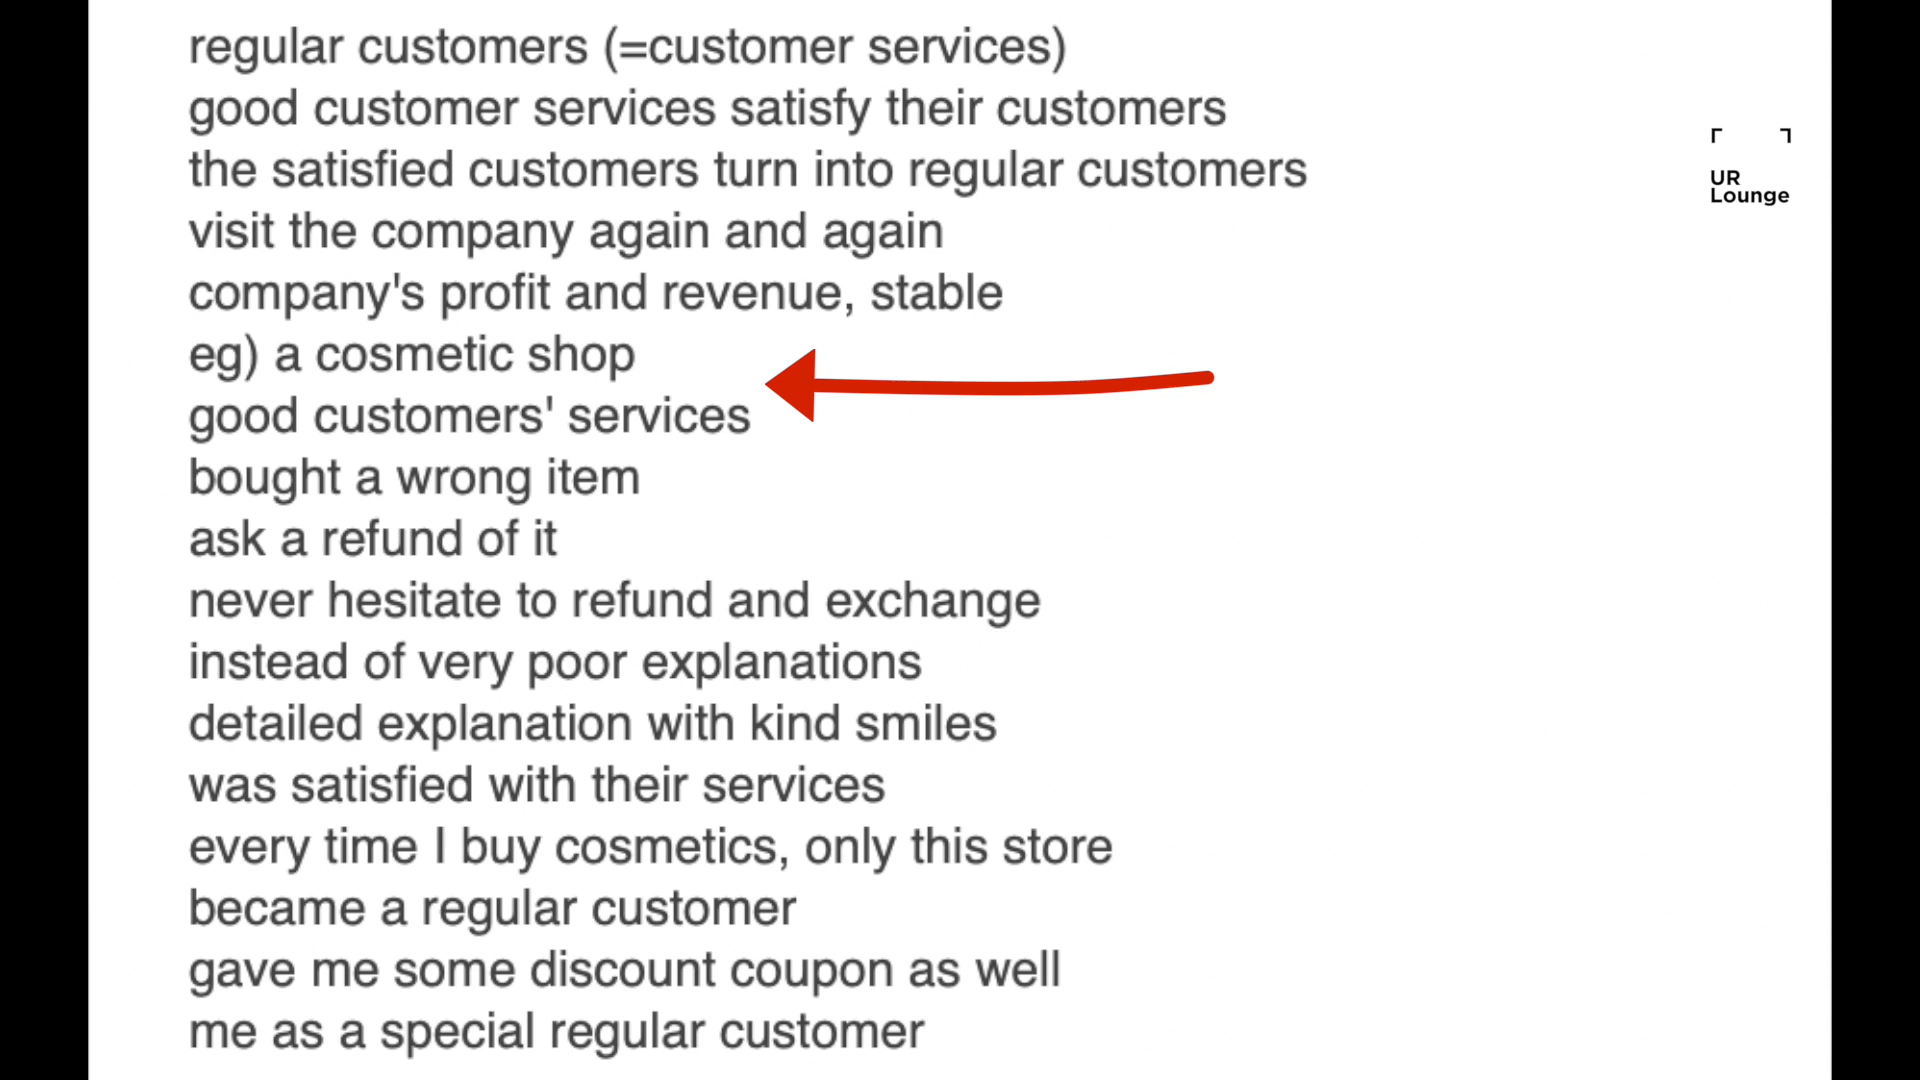 regular customers (=customer services)
good customer services satisfy their customers
the satisfied customers turn into regular customers
visit the company again and again
company's profit and revenue, stable
eg) a cosmetic shop
good customers' services
bought a wrong item
ask a refund of it
never hesitate to refund and exchange
instead of very poor explanations
detailed explanation with kind smiles
was satisfied with their services
every time I buy cosmetics, only this store
became a regular customer
gave me some discount coupon as well
me as a special regular customer
UR
Lounge